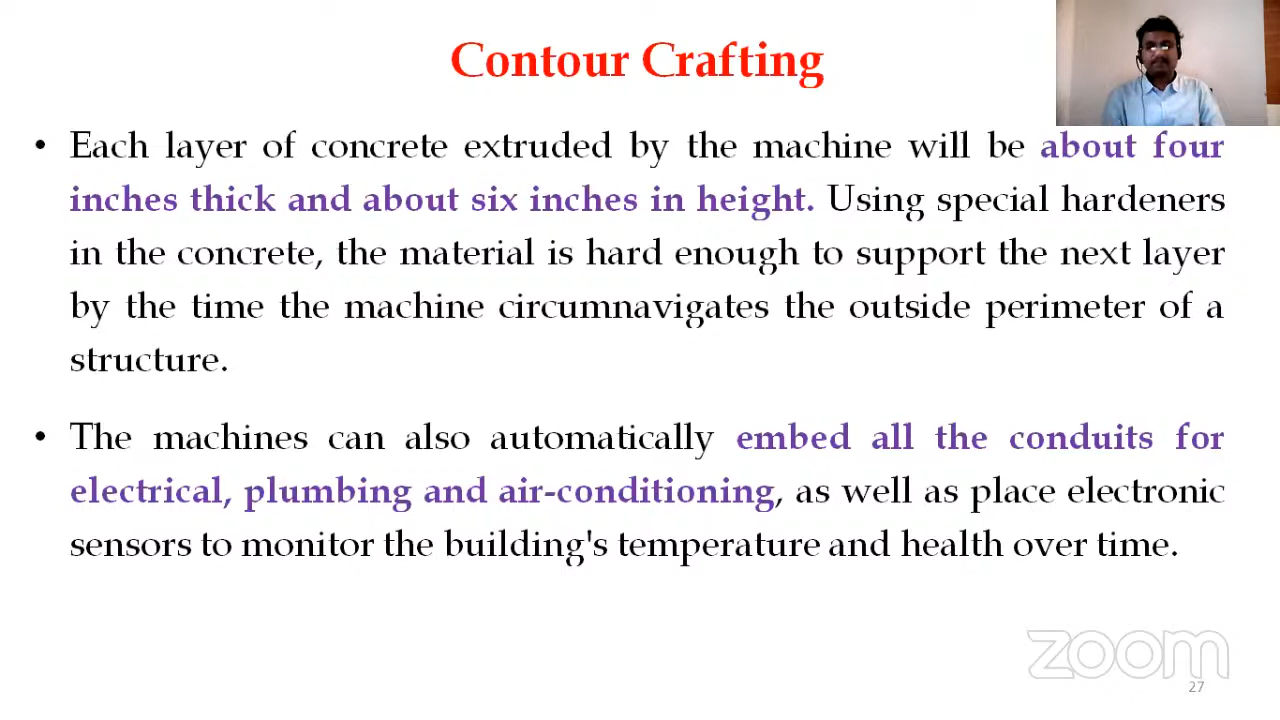 Contour Crafting
• Each layer of concrete extruded by the machine will be about four
inches thick and about six inches in height. Using special hardeners
in the concrete, the material is hard enough to support the next layer
by the time the machine circumnavigates the outside perimeter of a
structure.
• The machines can also automatically embed all the conduits for
electrical, plumbing and air-conditioning, as well as place electronic
sensors to monitor the building's temperature and health over time.
zoom
27